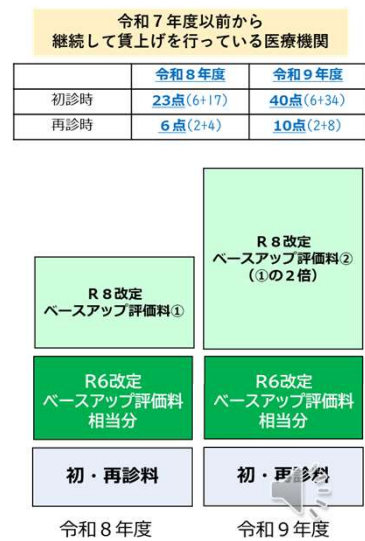 令和７年度以前から
継続して賃上げを行っている医療機関
令和８年度 令和９年度
初診時 23点(6+17) 40点(6+34)
再診時 6点(2+4) 10点(2+8)
Ｒ８改定
ベースアップ評価料②
（①の２倍）
Ｒ８改定
ベースアップ評価料①
R6改定
ベースアップ評価料
相当分
R6改定
ベースアップ評価料
相当分
初・再診料
初・再診料
令和８年度
令和９年度